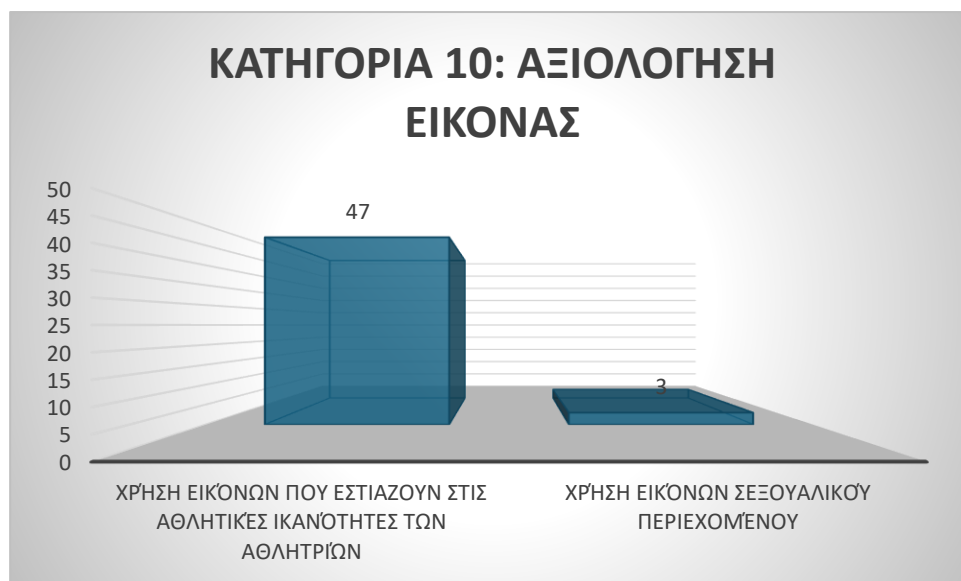 ΚΑΤΗΓΟΡΙΑ 10: ΑΞΙΟΛΟΓΗΣΗ
ΕΙΚΟΝΑΣ
50
45
40
35
30
25
20
15
10
5
0
47
3
ΧΡΉΣΗ ΕΙΚΌΝΩΝ ΠΟΥ ΕΣΤΙΑΖΟΥΝ ΣΤΙΣ
ΑΘΛΗΤΙΚΈΣ ΙΚΑΝΌΤΗΤΕΣ ΤΩΝ
ΑΘΛΗΤΡΙΏΝ
ΧΡΉΣΗ ΕΙΚΌΝΩΝ ΣΕΞΟΥΑΛΙΚΟΎ
ΠΕΡΙΕΧΟΜΈΝΟΥ